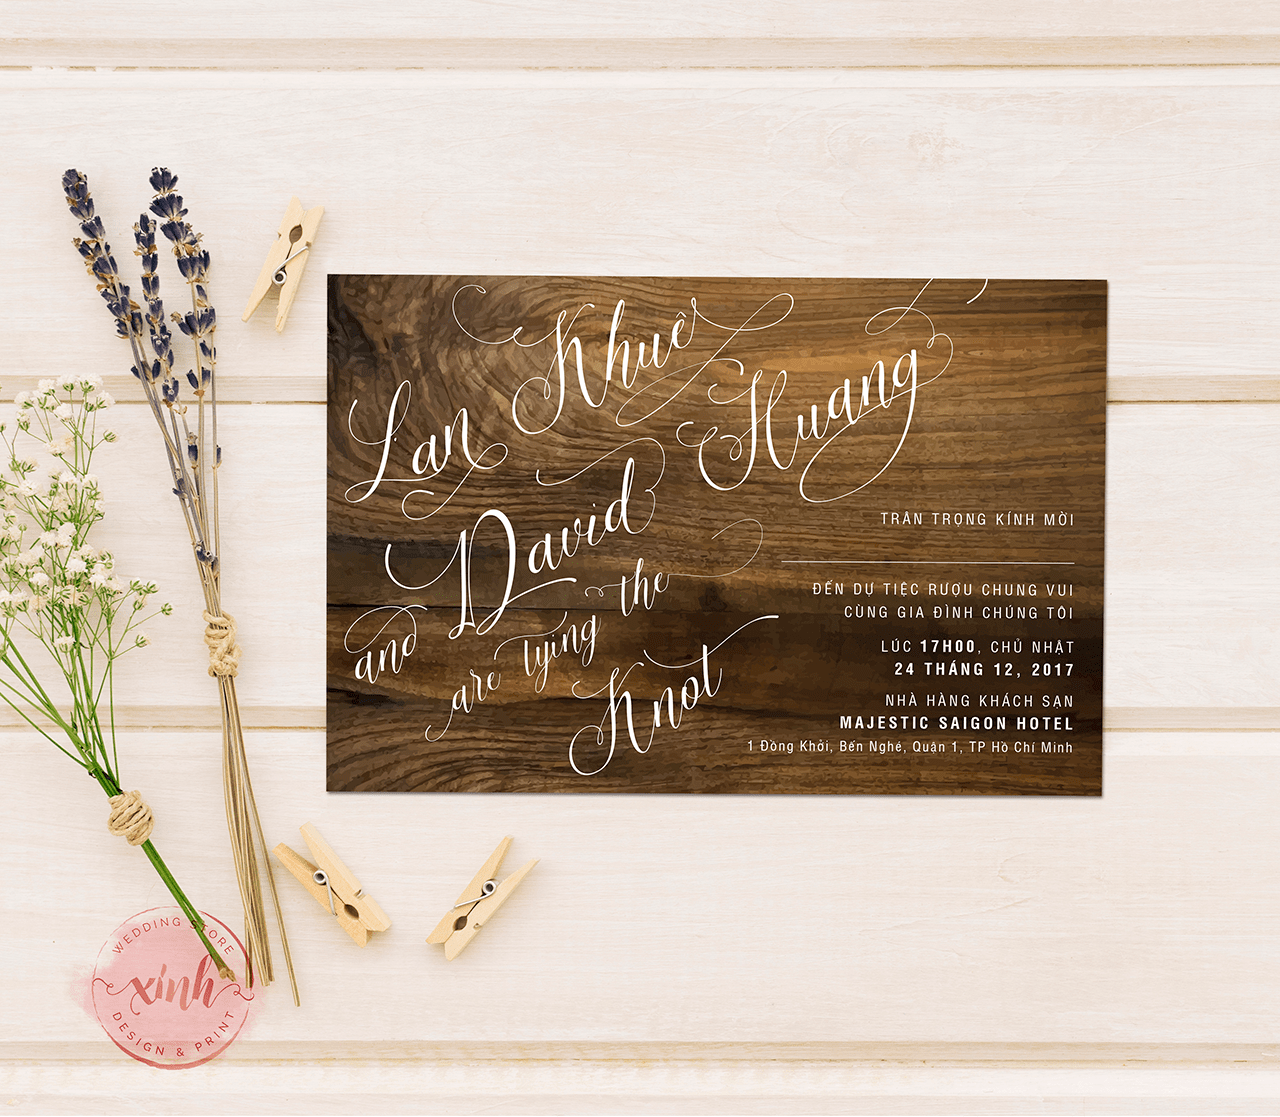 Lan Khuê
and David Huang
are tying the
Knot
TRÂN TRỌNG KÍNH MỜI
ĐẾN DỰ TIỆC RƯỢU CHUNG VUI
CÙNG GIA ĐÌNH CHÚNG TÔI
LÚC 17H00, CHỦ NHẬT
24 THÁNG 12, 2017
NHÀ HÀNG KHÁCH SẠN
MAJESTIC SAIGON HOTEL
1 Đồng Khởi, Bến Nghé, Quận 1, TP Hồ Chí Minh
WEDDING STORE
xinh
DESIGN & PRINT